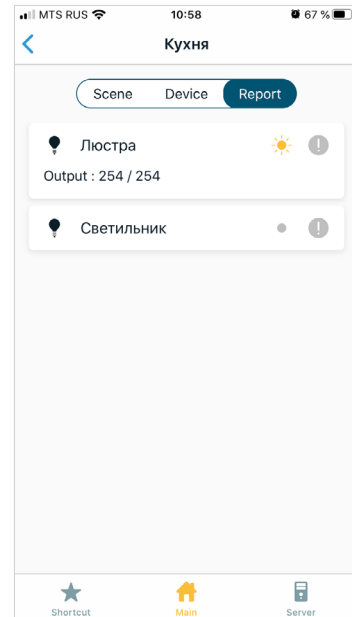 MTS RUS 10:58 67 %
Кухня
Scene Device Report
Люстра
Output : 254 / 254
Светильник
Shortcut Main Server